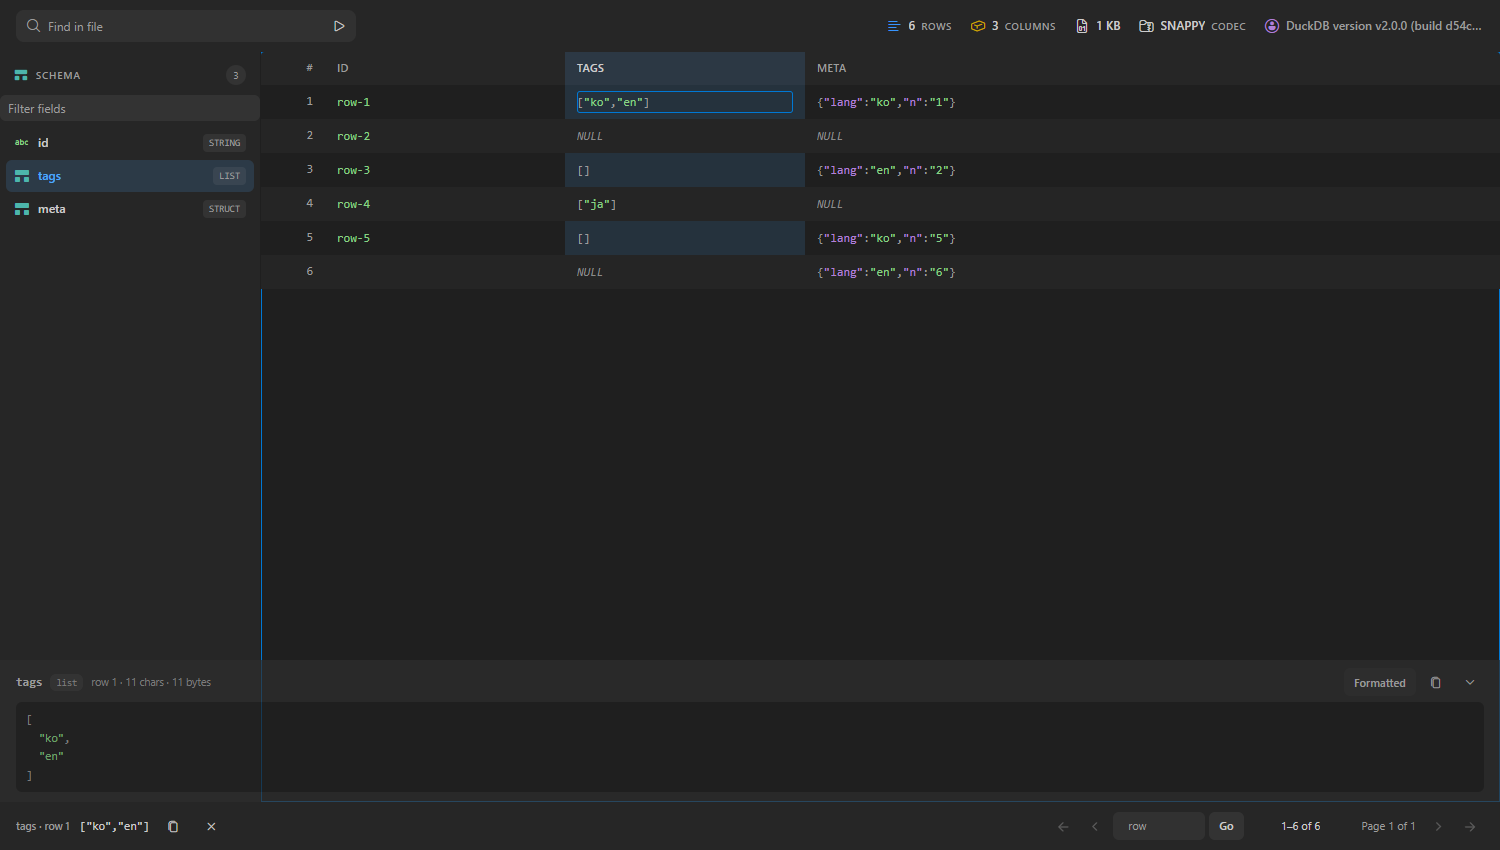 Find in file
6 ROWS 3 COLUMNS 1 KB SNAPPY CODEC DuckDB version v2.0.0 (build d54c...
SCHEMA 3
Filter fields
abc id STRING
tags LIST
meta STRUCT
# ID TAGS META
1 row-1 ["ko","en"] {"lang":"ko","n":"1"}
2 row-2 NULL NULL
3 row-3 [] {"lang":"en","n":"2"}
4 row-4 ["ja"] NULL
5 row-5 [] {"lang":"ko","n":"5"}
6 NULL {"lang":"en","n":"6"}
tags list row 1 · 11 chars · 11 bytes Formatted
[
"ko",
"en"
]
tags · row 1 ["ko","en"] row Go 1–6 of 6 Page 1 of 1